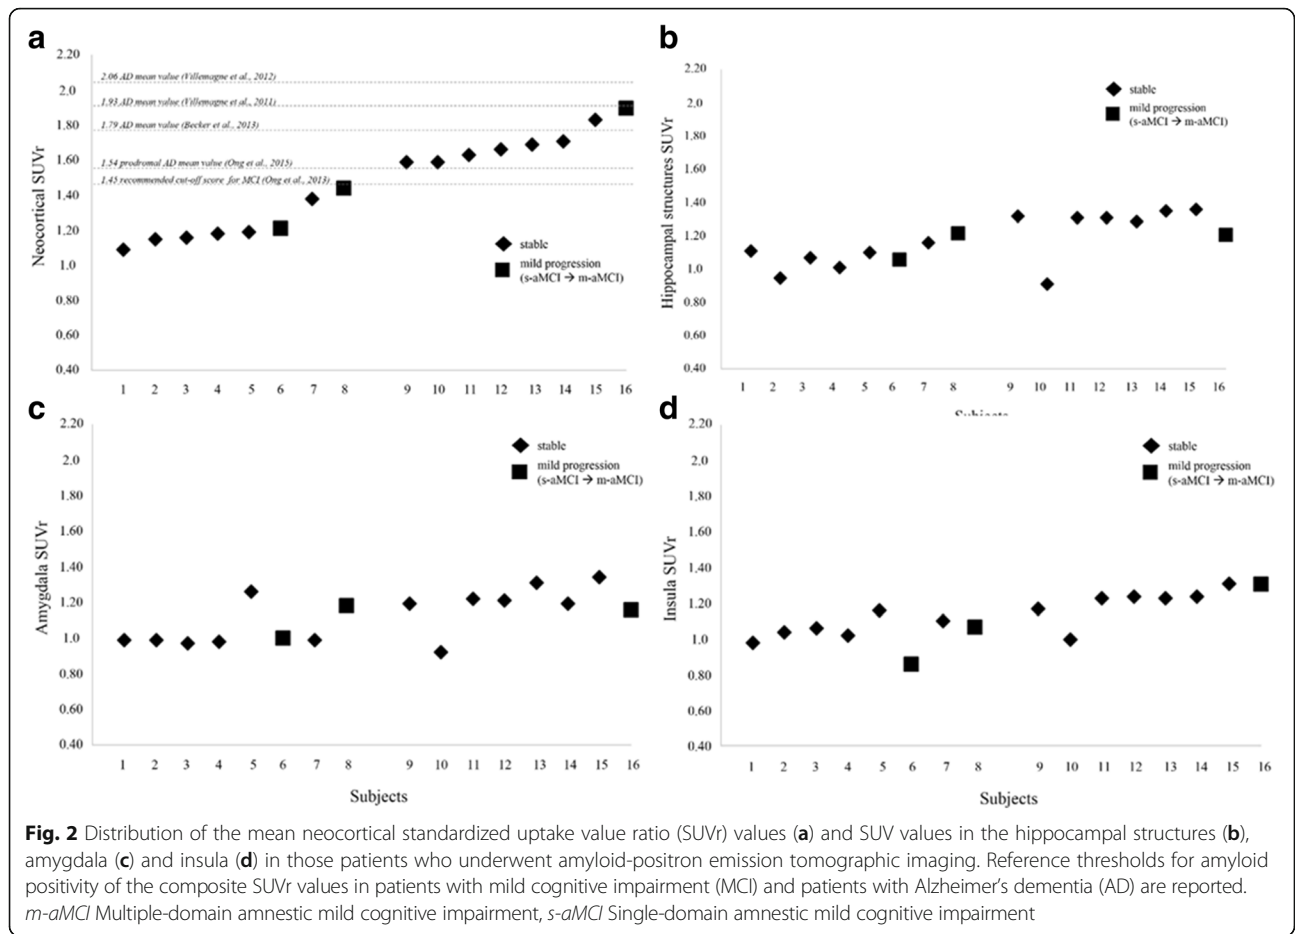 a
2.20
2.06 AD mean value (Villemagne et al., 2012)
2.0
1.93 AD mean value (Villemagne et al., 2011)
1.80
1.79 AD mean value (Becker et al., 2013)
1.60
1.54 prodromal AD mean value (Ong et al., 2015)
1.45 recommended cut-off score for MCI (Ong et al., 2013)
1.40
1.20
1.0
0,80
0,60
0,40
Neocortical SUVr
stable
mild progression
(s-aMCI → m-aMCI)
1 2 3 4 5 6 7 8 9 10 11 12 13 14 15 16
b
2.20
2,0
1.80
1.60
1.40
1.20
1.0
0.80
0.60
0.40
Hippocampal structures SUVr
stable
mild progression
(s-aMCI → m-aMCI)
1 2 3 4 5 6 7 8 9 10 11 12 13 14 15 16
c
2.20
2.0
1.80
1.60
1.40
1.20
1.0
0.80
0.60
0.40
Amygdala SUVr
stable
mild progression
(s-aMCI → m-aMCI)
1 2 3 4 5 6 7 8 9 10 11 12 13 14 15 16
Subjects
d
2.20
2.0
1.80
1.60
1.40
1.20
1.0
0.80
0,60
0.40
Insula SUVr
stable
mild progression
(s-aMCI → m-aMCI)
1 2 3 4 5 6 7 8 9 10 11 12 13 14 15 16
Subjects
Fig. 2 Distribution of the mean neocortical standardized uptake value ratio (SUVr) values (a) and SUV values in the hippocampal structures (b),
amygdala (c) and insula (d) in those patients who underwent amyloid-positron emission tomographic imaging. Reference thresholds for amyloid
positivity of the composite SUVr values in patients with mild cognitive impairment (MCI) and patients with Alzheimer's dementia (AD) are reported.
m-aMCI Multiple-domain amnestic mild cognitive impairment, s-aMCI Single-domain amnestic mild cognitive impairment